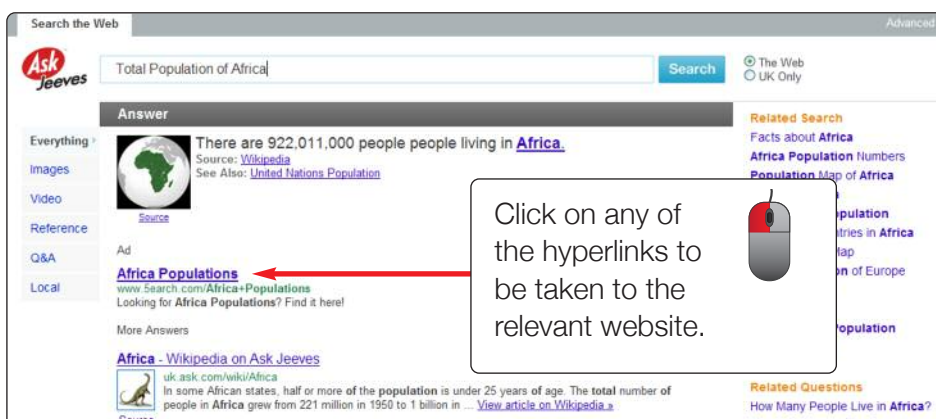 Search the Web
Advanced
Ask
Jeeves
Total Population of Africa
Search
The Web
UK Only
Answer
Everything
Images
Video
Reference
Q&A
Local
There are 922,011,000 people people living in Africa.
Source: Wikipedia
See Also: United Nations Population
Source
Ad
Africa Populations
www.5earch.com/Africa+Populations
Looking for Africa Populations? Find it here!
More Answers
Africa - Wikipedia on Ask Jeeves
uk.ask.com/wiki/Africa
In some African states, half or more of the population is under 25 years of age. The total number of
people in Africa grew from 221 million in 1950 to 1 billion in ... View article on Wikipedia »
Source
Click on any of
the hyperlinks to
be taken to the
relevant website.
Related Search
Facts about Africa
Africa Population Numbers
Population Map of Africa
in Africa
of Europe
Related Questions
How Many People Live in Africa?